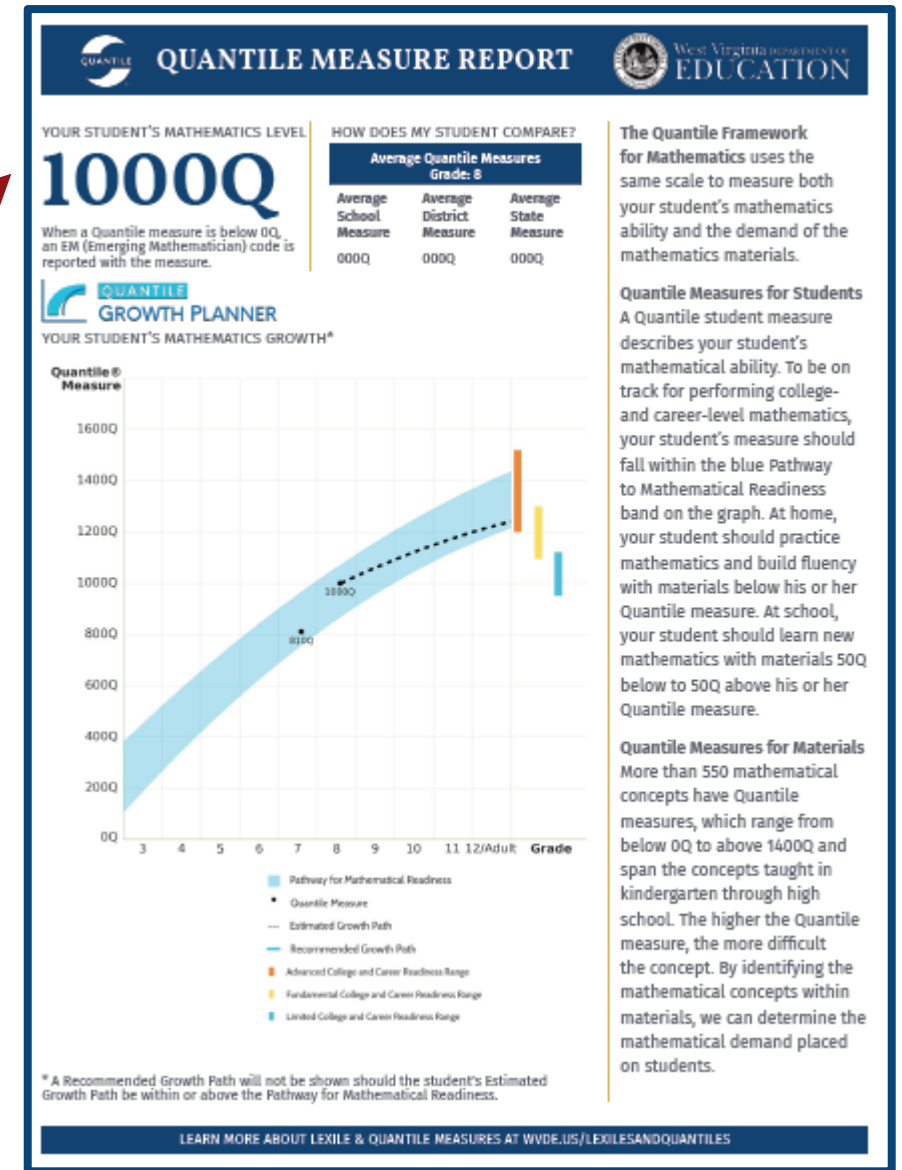 QUANTILE
QUANTILE MEASURE REPORT
West Virginia DEPARTMENT OF
EDUCATION
YOUR STUDENT'S MATHEMATICS LEVEL
1000Q
When a Quantile measure is below 0Q,
an EM (Emerging Mathematician) code is
reported with the measure.
HOW DOES MY STUDENT COMPARE?
Average Quantile Measures
Grade: 8
Average School Measure
Average District Measure
Average State Measure
000Q 000Q 000Q
QUANTILE
GROWTH PLANNER
YOUR STUDENT'S MATHEMATICS GROWTH*
Quantile®
Measure
1600Q
1400Q
1200Q
1000Q
800Q
600Q
400Q
200Q
0Q
1000Q
810Q
3 4 5 6 7 8 9 10 11 12/Adult Grade
Pathway for Mathematical Readiness
Quantile Measure
Estimated Growth Path
Recommended Growth Path
Advanced College and Career Readiness Range
Fundamental College and Career Readiness Range
Limited College and Career Readiness Range
* A Recommended Growth Path will not be shown should the student's Estimated
Growth Path be within or above the Pathway for Mathematical Readiness.
The Quantile Framework
for Mathematics uses the
same scale to measure both
your student's mathematics
ability and the demand of the
mathematics materials.
Quantile Measures for Students
A Quantile student measure
describes your student's
mathematical ability. To be on
track for performing college-
and career-level mathematics,
your student's measure should
fall within the blue Pathway
to Mathematical Readiness
band on the graph. At home,
your student should practice
mathematics and build fluency
with materials below his or her
Quantile measure. At school,
your student should learn new
mathematics with materials 50Q
below to 50Q above his or her
Quantile measure.
Quantile Measures for Materials
More than 550 mathematical
concepts have Quantile
measures, which range from
below 0Q to above 1400Q and
span the concepts taught in
kindergarten through high
school. The higher the Quantile
measure, the more difficult
the concept. By identifying the
mathematical concepts within
materials, we can determine the
mathematical demand placed
on students.
LEARN MORE ABOUT LEXILE & QUANTILE MEASURES AT WVDE.US/LEXILESANDQUANTILES